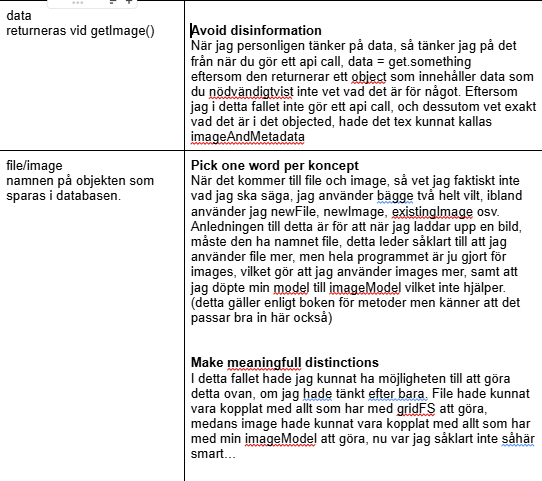 data
returneras vid getImage()
Avoid disinformation
När jag personligen tänker på data, så tänker jag på det
från när du gör ett api call, data = get.something
eftersom den returnerar ett object som innehåller data som
du nödvändigtvist inte vet vad det är för något. Eftersom
jag i detta fallet inte gör ett api call, och dessutom vet exakt
vad det är i det objected, hade det tex kunnat kallas
imageAndMetadata
file/image
namnen på objekten som
sparas i databasen.
Pick one word per koncept
När det kommer till file och image, så vet jag faktiskt inte
vad jag ska säga, jag använder bägge två helt vilt, ibland
använder jag newFile, newImage, existingImage osv.
Anledningen till detta är för att när jag laddar upp en bild,
måste den ha namnet file, detta leder såklart till att jag
använder file mer, men hela programmet är ju gjort för
images, vilket gör att jag använder images mer, samt att
jag döpte min model till imageModel vilket inte hjälper.
(detta gäller enligt boken för metoder men känner att det
passar bra in här också)
Make meaningfull distinctions
I detta fallet hade jag kunnat ha möjligheten till att göra
detta ovan, om jag hade tänkt efter bara. File hade kunnat
vara kopplat med allt som har med gridFS att göra,
medans image hade kunnat vara kopplat med allt som har
med min imageModel att göra, nu var jag såklart inte såhär
smart…